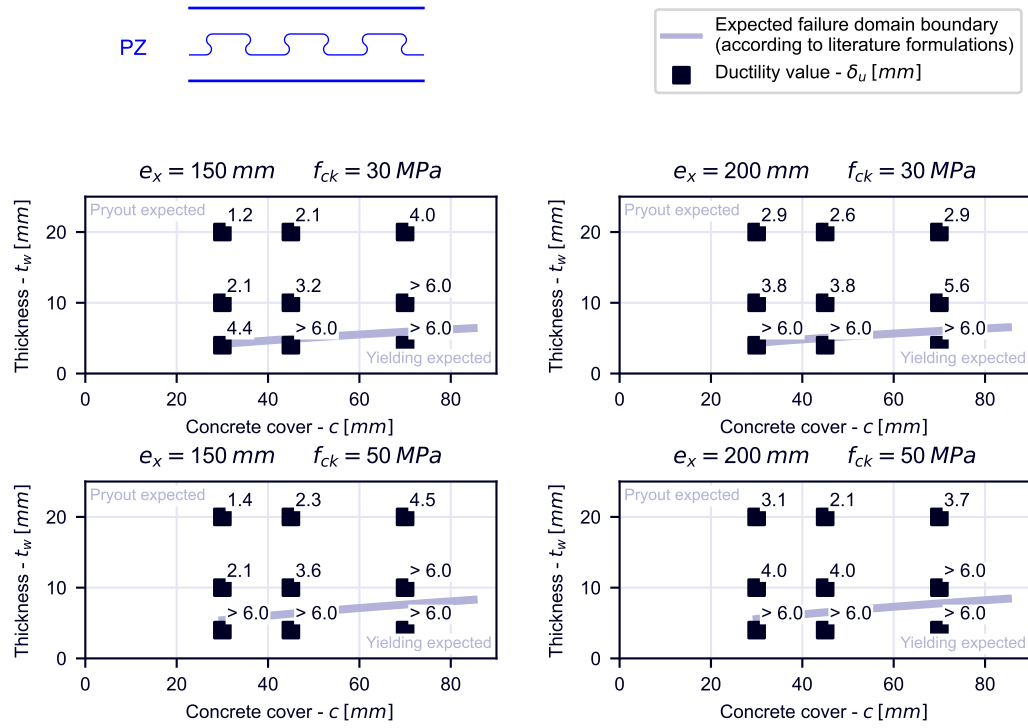 PZ
Expected failure domain boundary
(according to literature formulations)
Ductility value - δu [mm]
ex = 150 mm fck = 30 MPa
Thickness - tw [mm]
20
10
0
Pryout expected
1.2 2.1 4.0
2.1 3.2 > 6.0
4.4 > 6.0 > 6.0
Yielding expected
0 20 40 60 80
Concrete cover - c [mm]
ex = 200 mm fck = 30 MPa
Thickness - tw [mm]
20
10
0
Pryout expected
2.9 2.6 2.9
3.8 3.8 5.6
> 6.0 > 6.0 > 6.0
Yielding expected
0 20 40 60 80
Concrete cover - c [mm]
ex = 150 mm fck = 50 MPa
Thickness - tw [mm]
20
10
0
Pryout expected
1.4 2.3 4.5
2.1 3.6 > 6.0
> 6.0 > 6.0 > 6.0
Yielding expected
0 20 40 60 80
Concrete cover - c [mm]
ex = 200 mm fck = 50 MPa
Thickness - tw [mm]
20
10
0
Pryout expected
3.1 2.1 3.7
4.0 4.0 > 6.0
> 6.0 > 6.0 > 6.0
Yielding expected
0 20 40 60 80
Concrete cover - c [mm]